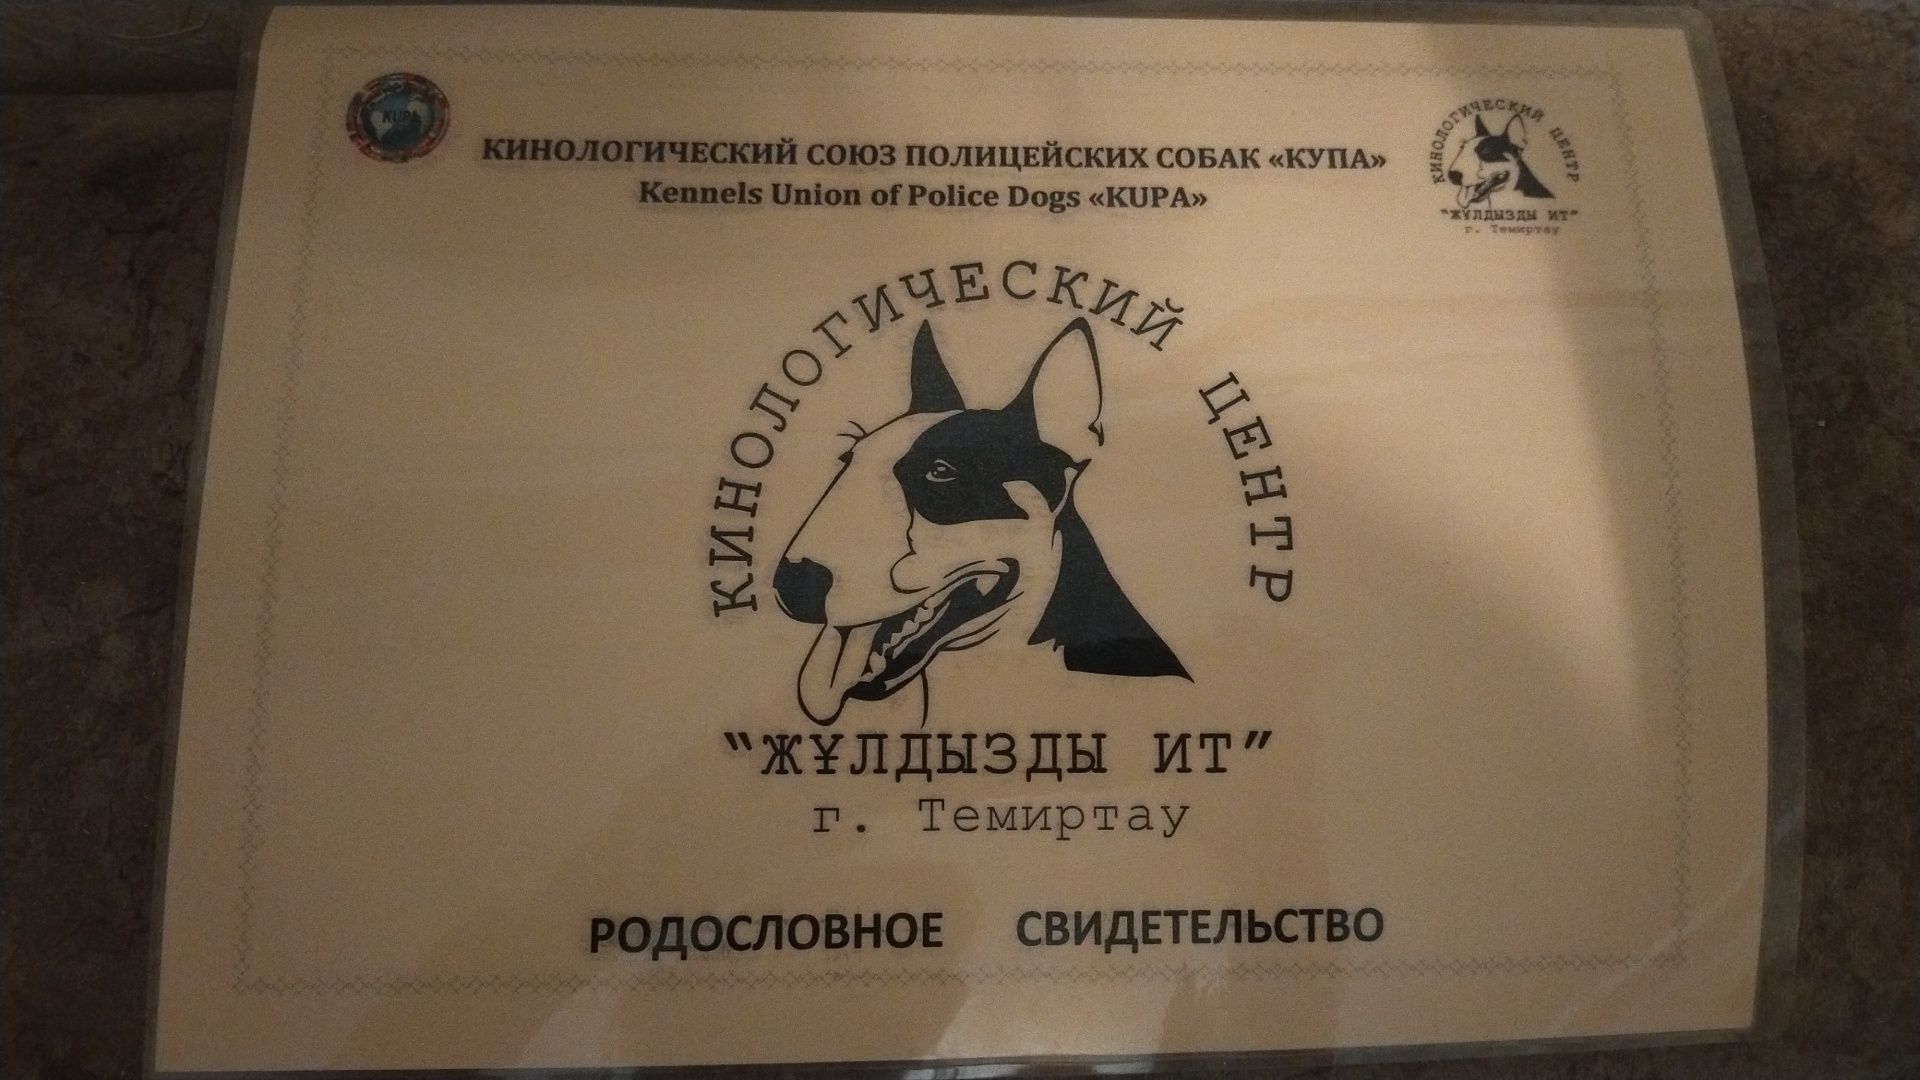 KUPA
КИНОЛОГИЧЕСКИЙ СОЮЗ ПОЛИЦЕЙСКИХ СОБАК «КУПА»
Kennels Union of Police Dogs «KUPA»
КИНОЛОГИЧЕСКИЙ ЦЕНТР
"ЖҰЛДЫЗДЫ ИТ"
г. Темиртау
КИНОЛОГИЧЕСКИЙ ЦЕНТР
"ЖҰЛДЫЗДЫ ИТ"
г. Темиртау
РОДОСЛОВНОЕ СВИДЕТЕЛЬСТВО